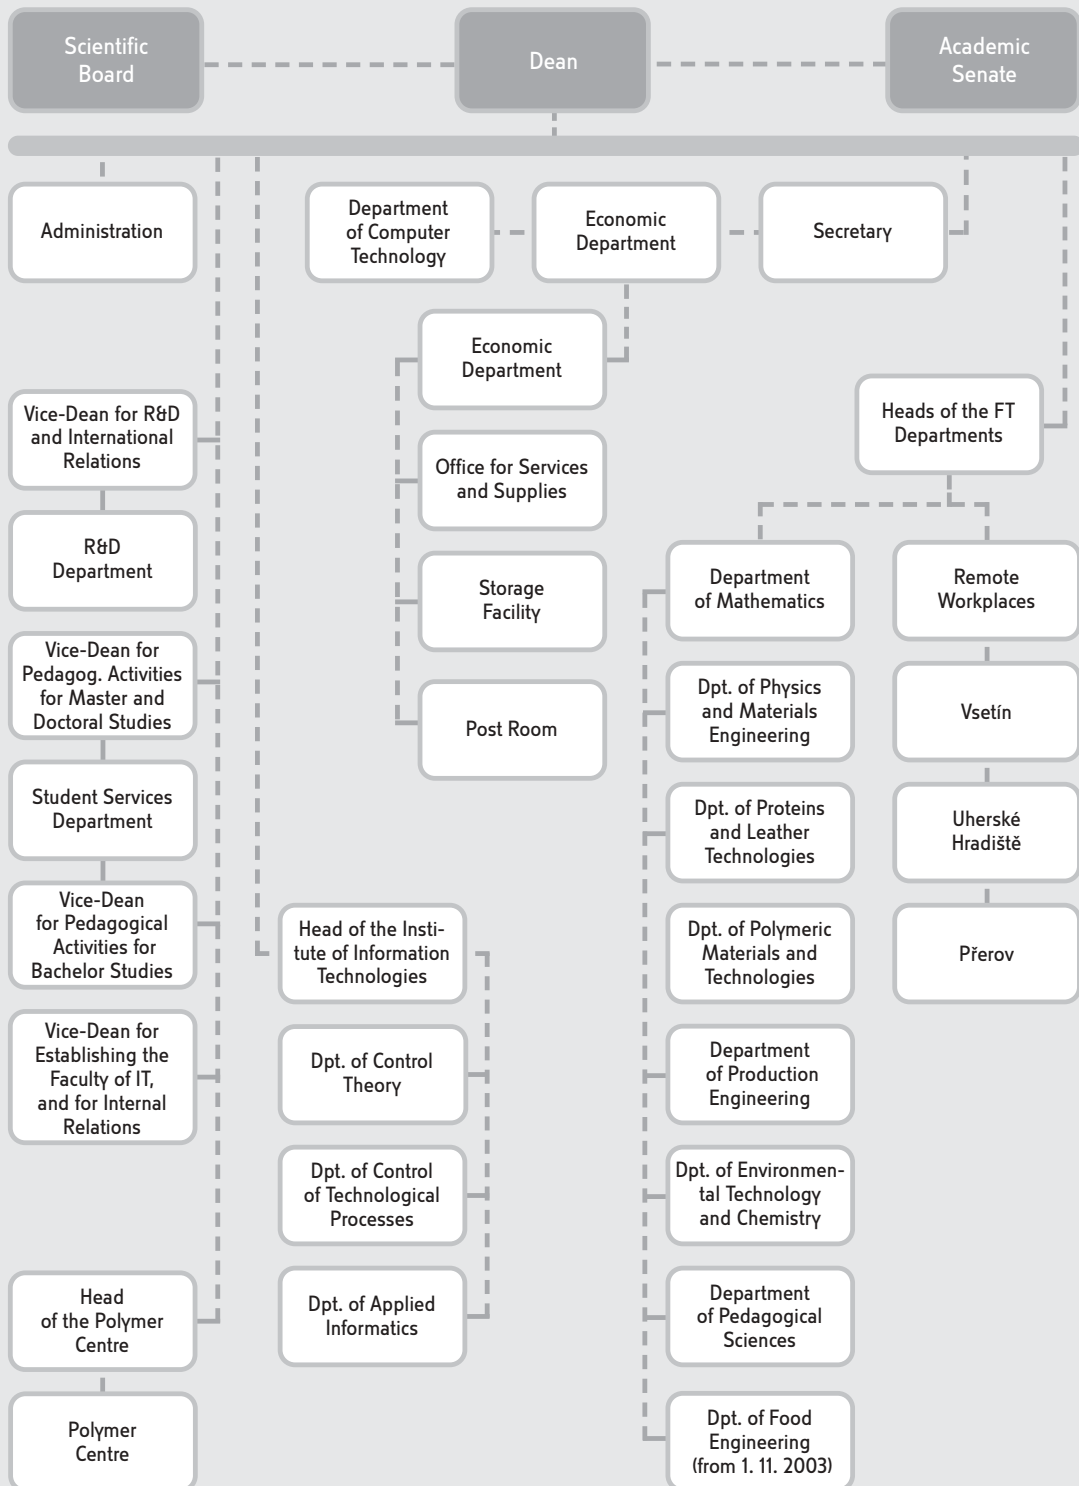 Scientific
Board
Dean
Academic
Senate
Administration
Department
of Computer
Technology
Economic
Department
Secretary
Economic
Department
Office for Services
and Supplies
Storage
Facility
Post Room
Vice-Dean for R&D
and International
Relations
R&D
Department
Vice-Dean for
Pedagog. Activities
for Master and
Doctoral Studies
Student Services
Department
Vice-Dean
for Pedagogical
Activities for
Bachelor Studies
Vice-Dean for
Establishing the
Faculty of IT,
and for Internal
Relations
Head
of the Polymer
Centre
Polymer
Centre
Head of the Insti-
tute of Information
Technologies
Dpt. of Control
Theory
Dpt. of Control
of Technological
Processes
Dpt. of Applied
Informatics
Heads of the FT
Departments
Department
of Mathematics
Dpt. of Physics
and Materials
Engineering
Dpt. of Proteins
and Leather
Technologies
Dpt. of Polymeric
Materials and
Technologies
Department
of Production
Engineering
Dpt. of Environmen-
tal Technology
and Chemistry
Department
of Pedagogical
Sciences
Dpt. of Food
Engineering
(from 1. 11. 2003)
Remote
Workplaces
Vsetín
Uherské
Hradiště
Přerov